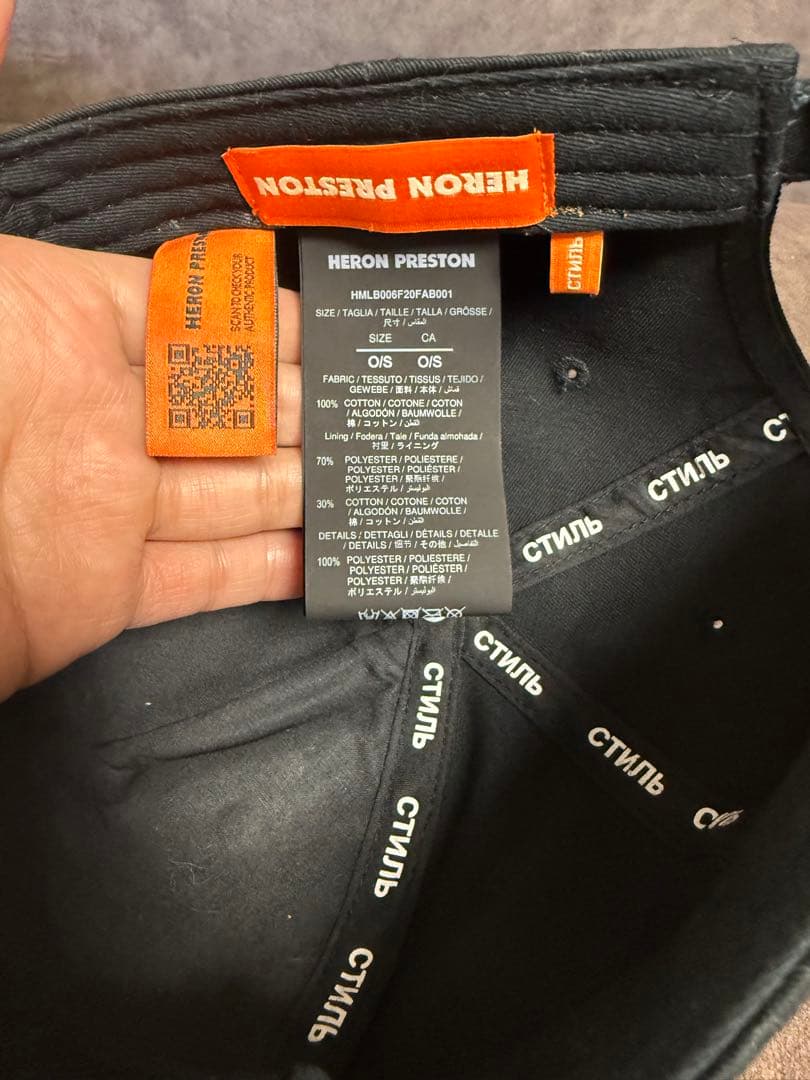 HERON PRESTON
HERON PRES
SCAN TO CHECK YOUR
AUTHENTIC PRODUCT
HERON PRESTON
HMLB006F20FAB001
SIZE / TAGLIA / TAILLE / TALLA / GRÖSSE /
尺寸 / المقاس
SIZE CA
O/S O/S
FABRIC / TESSUTO / TISSUS / TEJIDO /
GEWEBE / 面料 / 本体 / قماش
100% COTTON / COTONE / COTON
/ ALGODÓN / BAUMWOLLE /
棉 / コットン / القطن
Lining / Fodera / Taie / Funda almohada /
衬里 / ライニング
70% POLYESTER / POLIESTERE /
POLYESTER / POLIÉSTER /
POLYESTER / 聚酯纤维 /
ポリエステル / البوليستر
30% COTTON / COTONE / COTON
/ ALGODÓN / BAUMWOLLE /
棉 / コットン / القطن
DETAILS / DETTAGLI / DÉTAILS / DETALLE
/ DETAILS / 细节 / その他 / التفاصيل
100% POLYESTER / POLIESTERE /
POLYESTER / POLIÉSTER /
POLYESTER / 聚酯纤维 /
ポリエステル / البوليستر
СТИЛЬ
СТИЛЬ
СТИЛЬ
СТИЛЬ
СТИЛЬ
СТИЛЬ
СТИЛЬ
СТИЛЬ